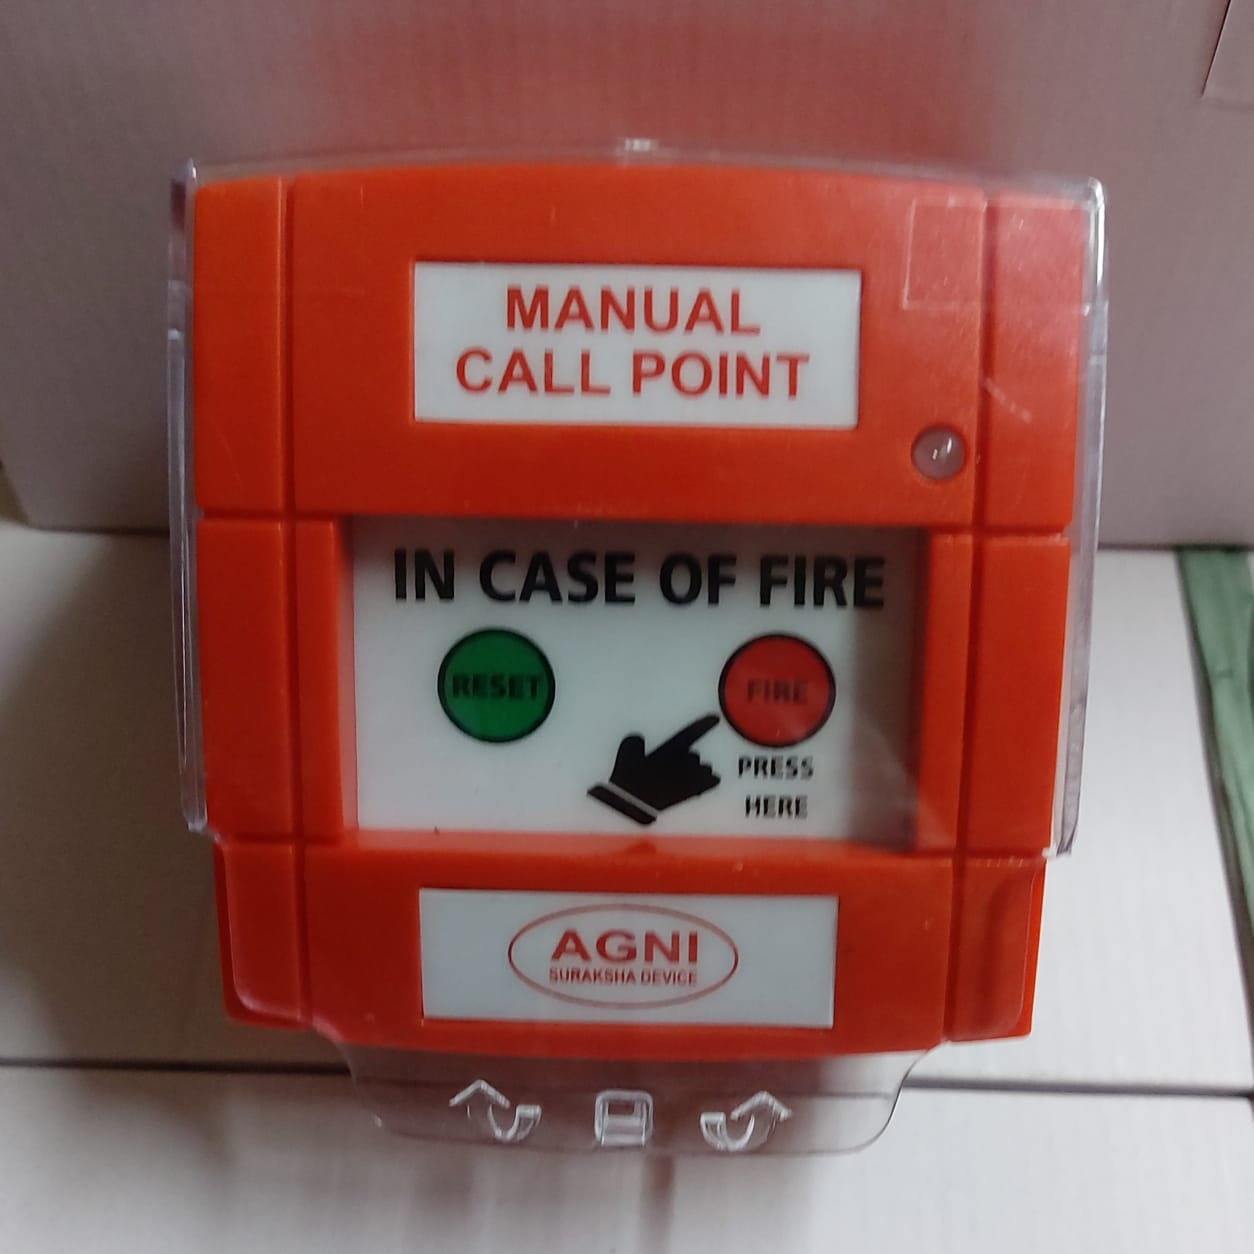 MANUAL
CALL POINT
IN CASE OF FIRE
RESET
FIRE
PRESS
HERE
AGNI
SURAKSHA DEVICE